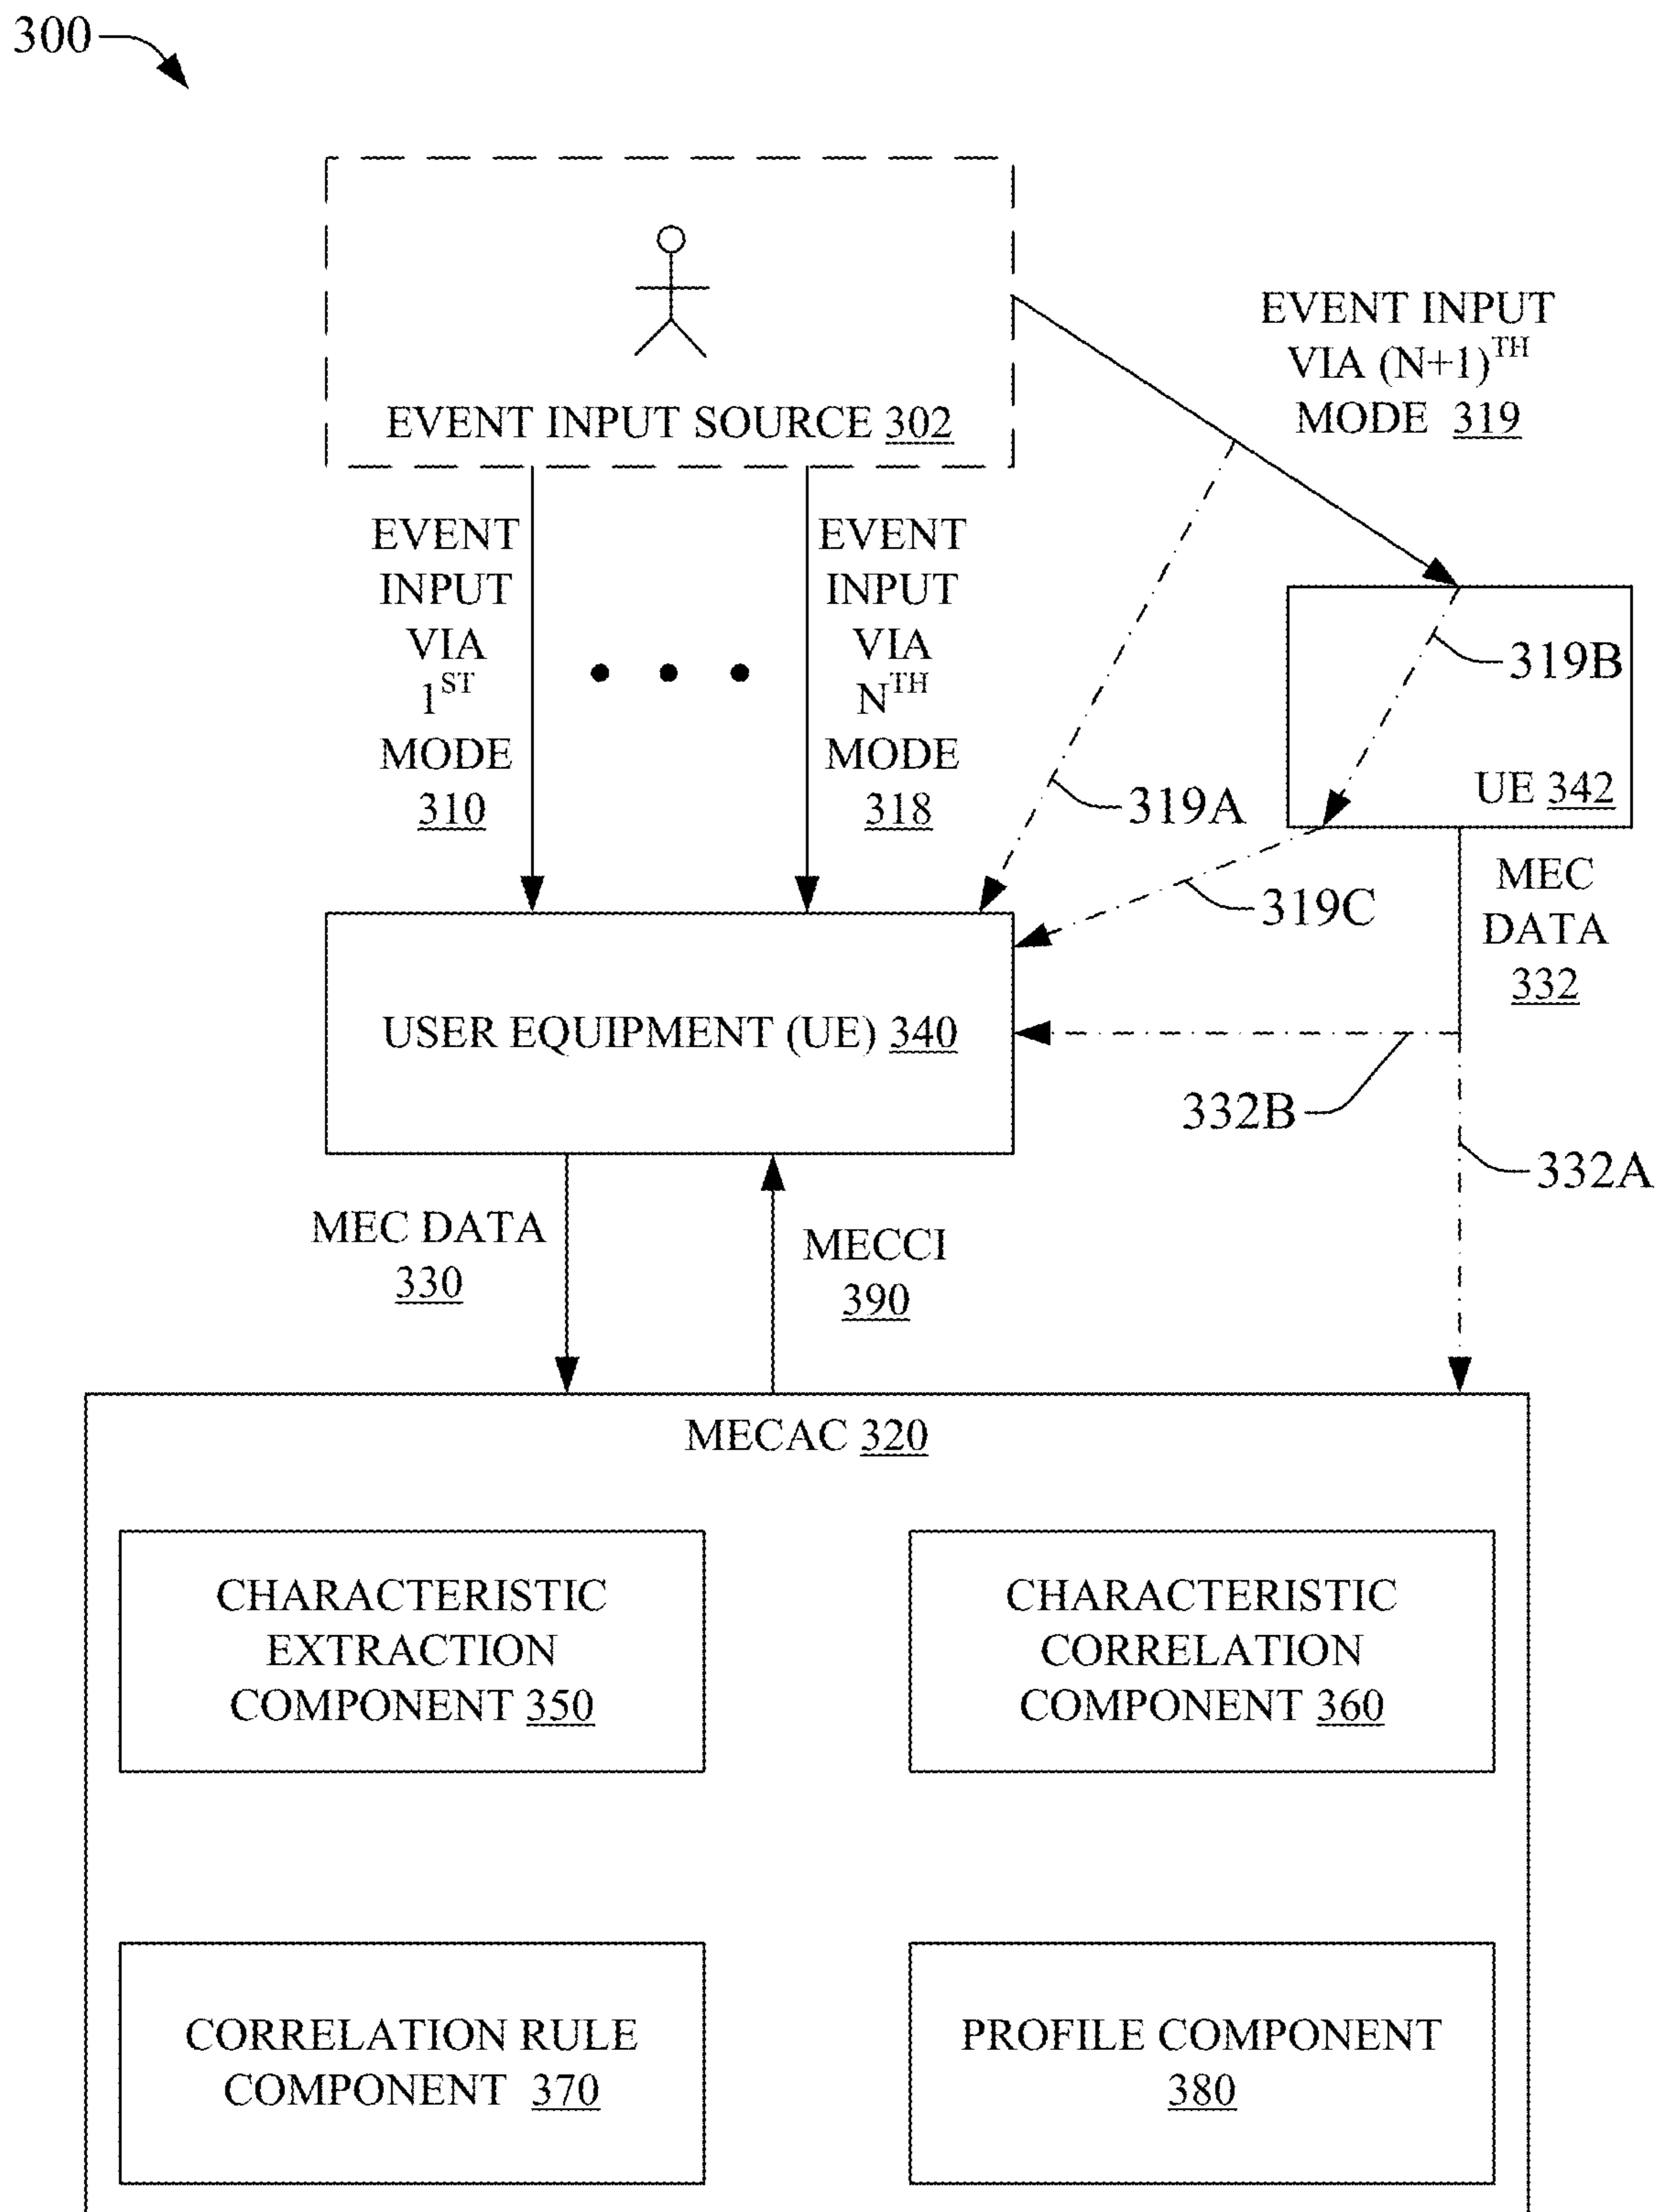 300
EVENT INPUT SOURCE 302
EVENT INPUT
VIA (N+1)TH
MODE 319
EVENT
INPUT
VIA
1ST
MODE
310
EVENT
INPUT
VIA
NTH
MODE
318
319A
319B
UE 342
319C
MEC
DATA
332
USER EQUIPMENT (UE) 340
332B
332A
MEC DATA
330
MECCI
390
MECAC 320
CHARACTERISTIC
EXTRACTION
COMPONENT 350
CHARACTERISTIC
CORRELATION
COMPONENT 360
CORRELATION RULE
COMPONENT 370
PROFILE COMPONENT
380